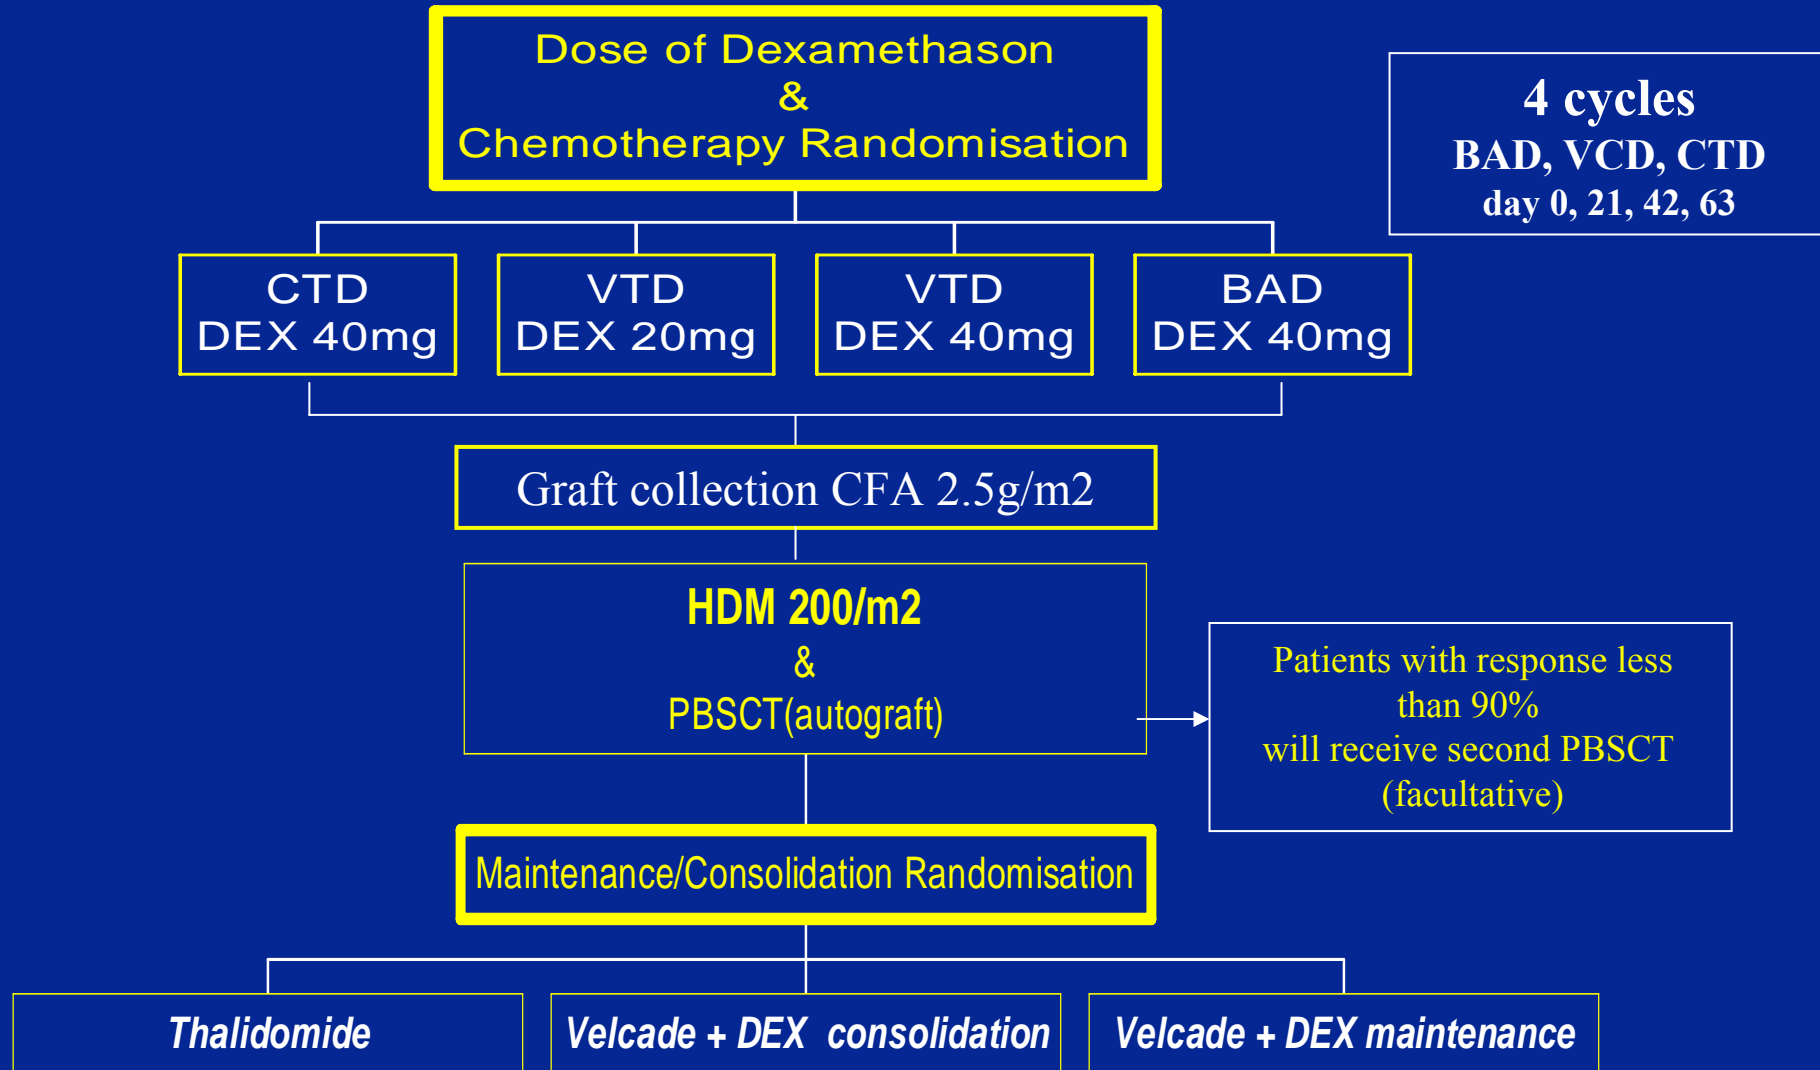 Dose of Dexamethason
&
Chemotherapy Randomisation
4 cycles
BAD, VCD, CTD
day 0, 21, 42, 63
CTD
DEX 40mg
VTD
DEX 20mg
VTD
DEX 40mg
BAD
DEX 40mg
Graft collection CFA 2.5g/m2
HDM 200/m2
&
PBSCT(autograft)
Patients with response less
than 90%
will receive second PBSCT
(facultative)
Maintenance/Consolidation Randomisation
Thalidomide
Velcade + DEX consolidation
Velcade + DEX maintenance